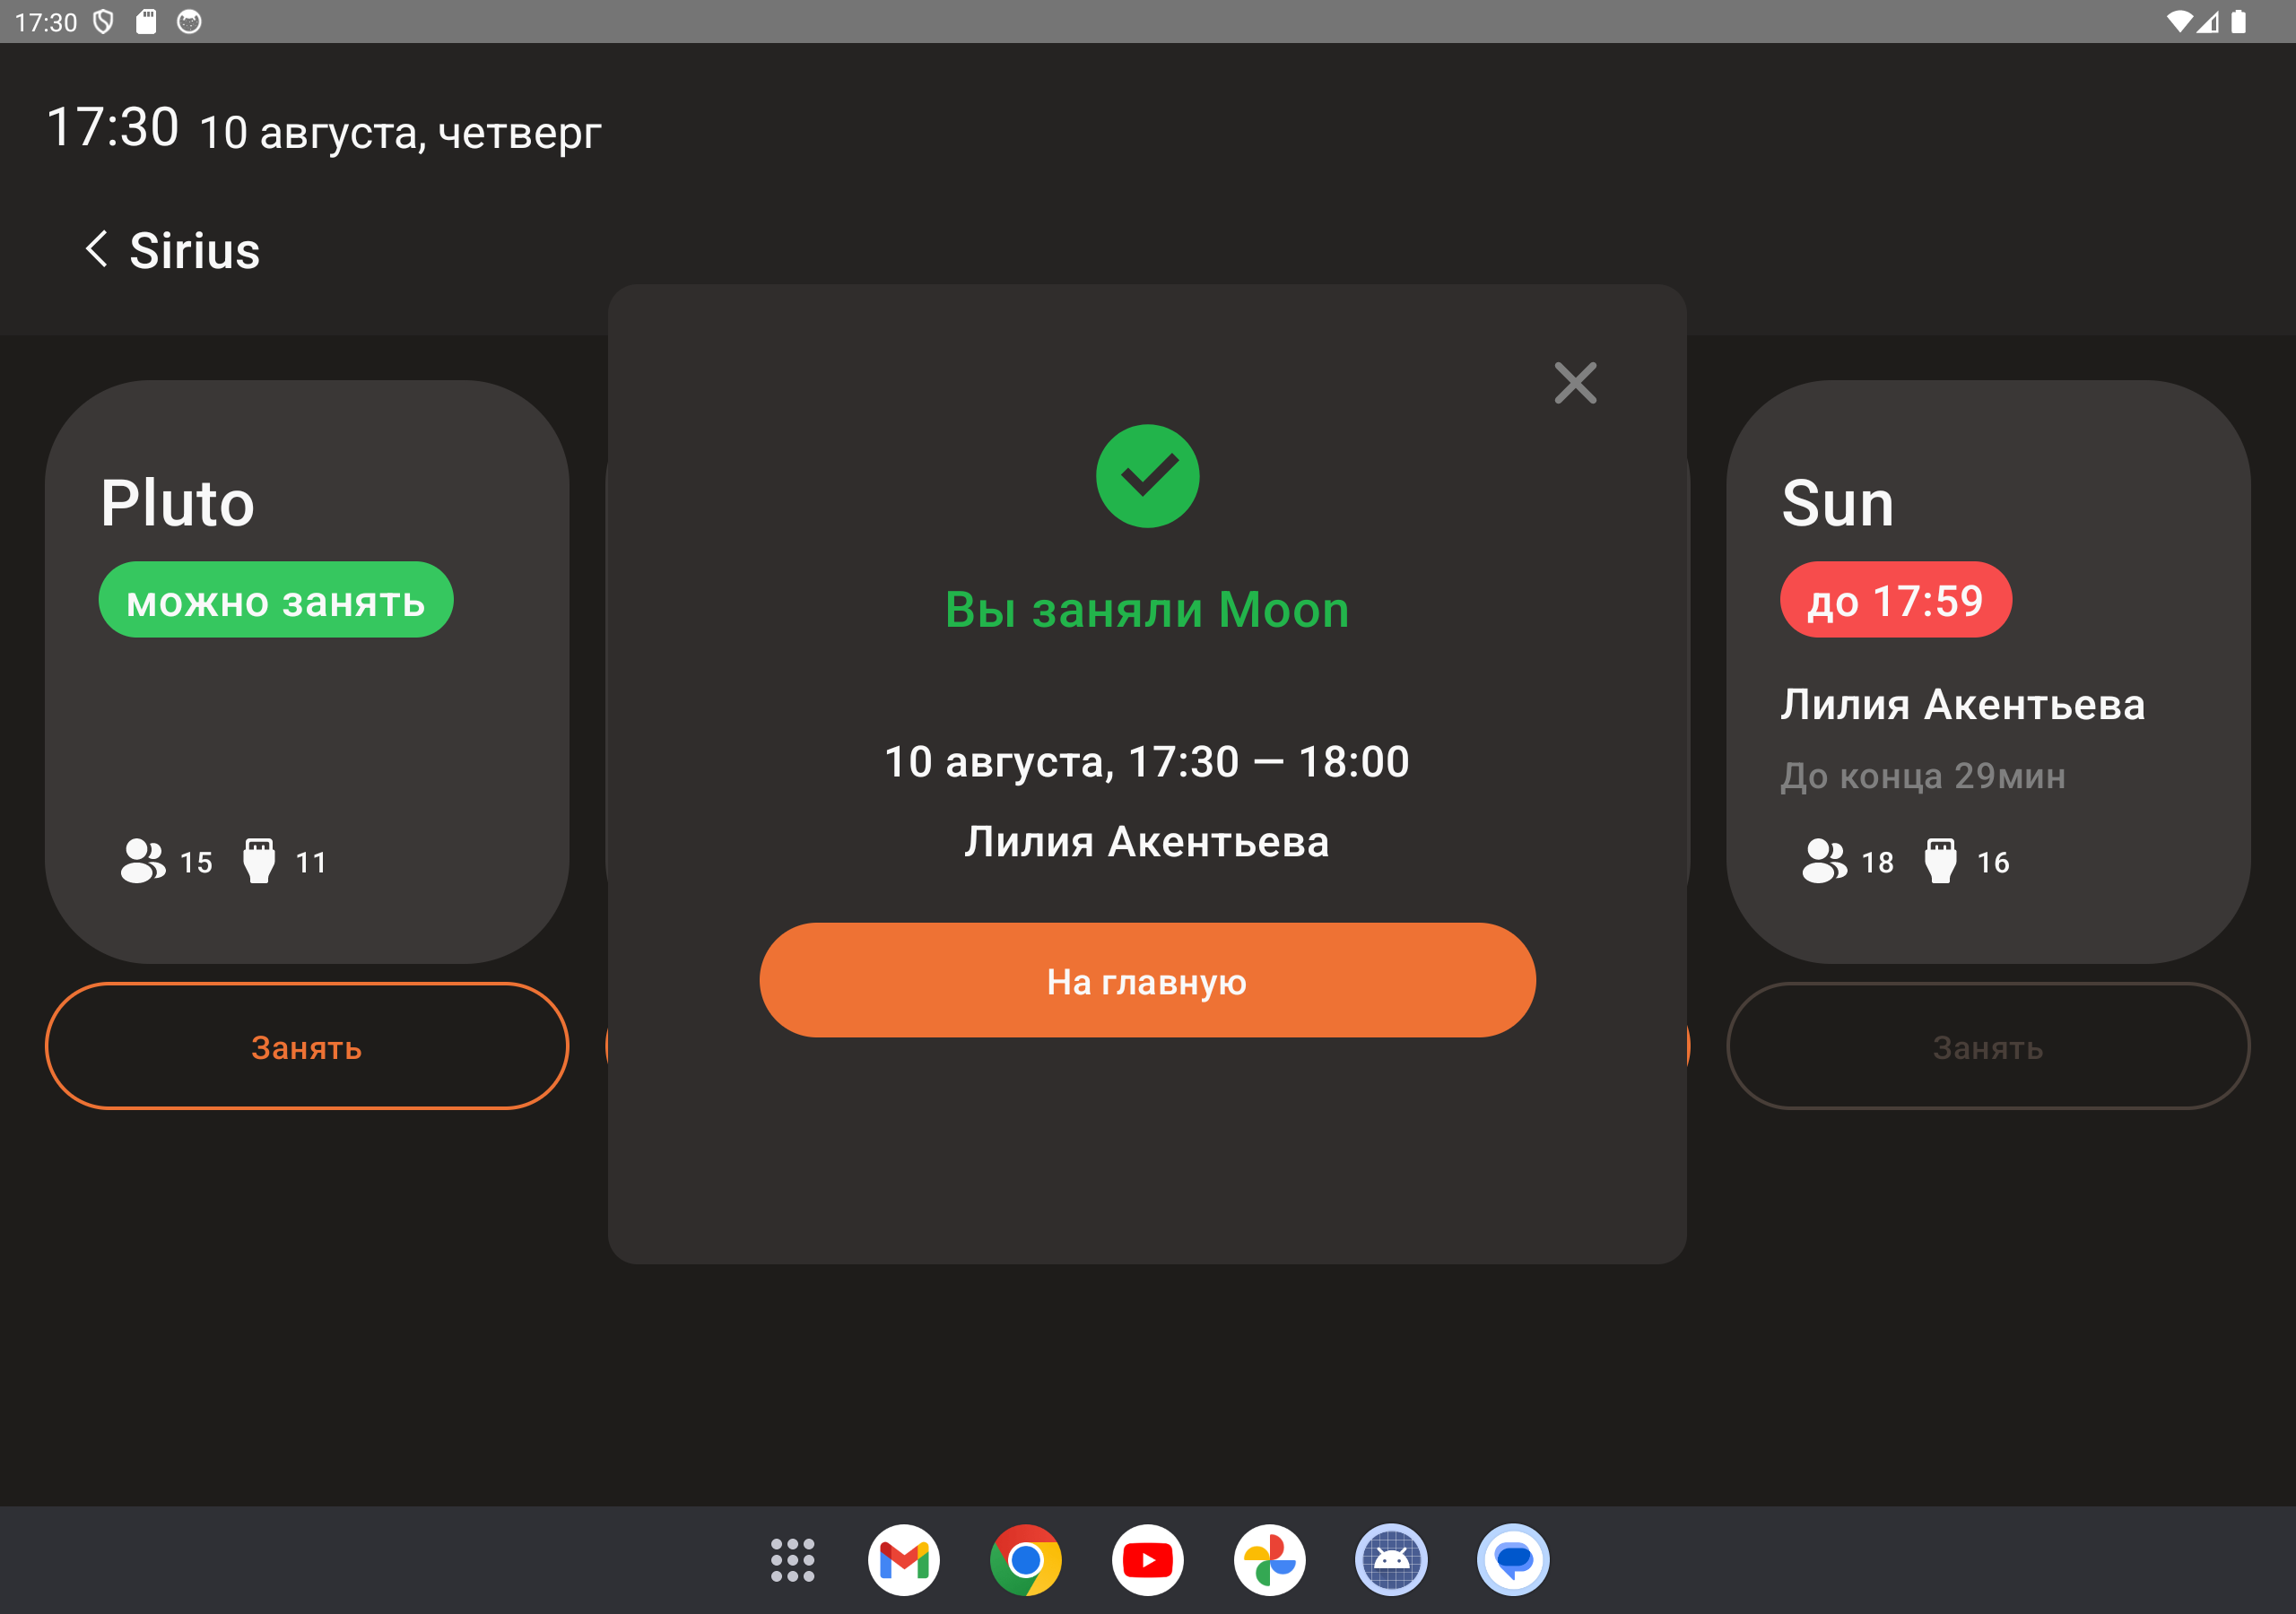 17:30
17:30 10 августа, четверг
Sirius
Pluto
можно занять
15 11
Занять
Вы заняли Moon
10 августа, 17:30 — 18:00
Лилия Акентьева
На главную
Sun
до 17:59
Лилия Акентьева
До конца 29мин
18 16
Занять